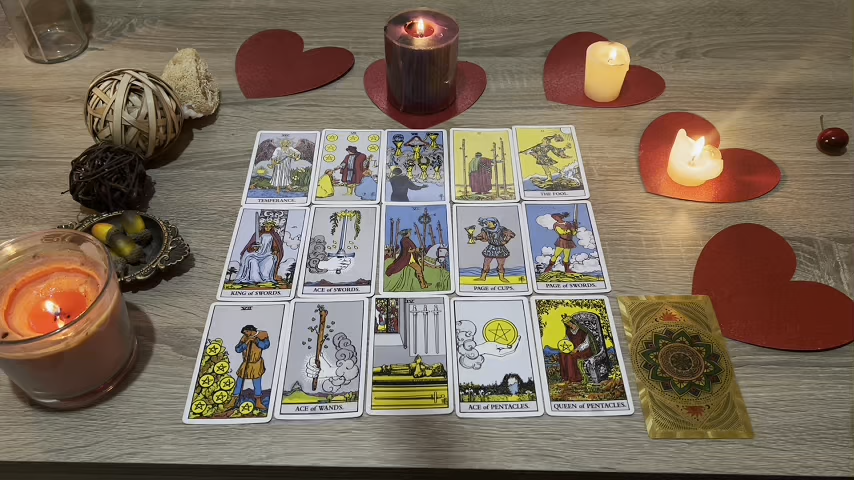 TEMPERANCE.
THE FOOL.
KING of SWORDS.
ACE of SWORDS.
PAGE of CUPS.
PAGE of SWORDS.
VII
ACE of WANDS.
ACE of PENTACLES.
QUEEN of PENTACLES.